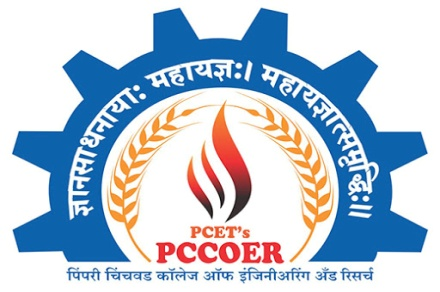 ज्ञानसाधनायाः महायज्ञः। महायज्ञात्समृद्धिः॥
PCET's
PCCOER
पिंपरी चिंचवड कॉलेज ऑफ इंजिनीअरिंग अँड रिसर्च